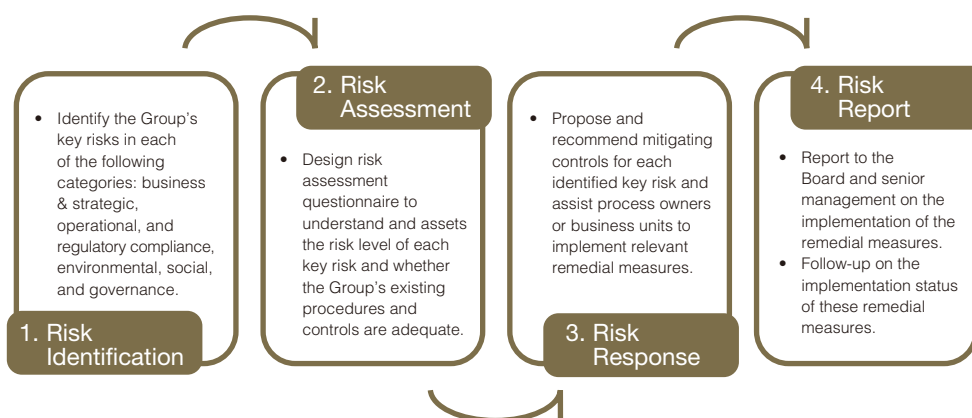 • Identify the Group's
key risks in each
of the following
categories: business
& strategic,
operational, and
regulatory compliance,
environmental, social,
and governance.
1. Risk
Identification
2. Risk
Assessment
• Design risk
assessment
questionnaire to
understand and assets
the risk level of each
key risk and whether
the Group's existing
procedures and
controls are adequate.
• Propose and
recommend mitigating
controls for each
identified key risk and
assist process owners
or business units to
implement relevant
remedial measures.
3. Risk
Response
4. Risk
Report
• Report to the
Board and senior
management on the
implementation of the
remedial measures.
• Follow-up on the
implementation status
of these remedial
measures.